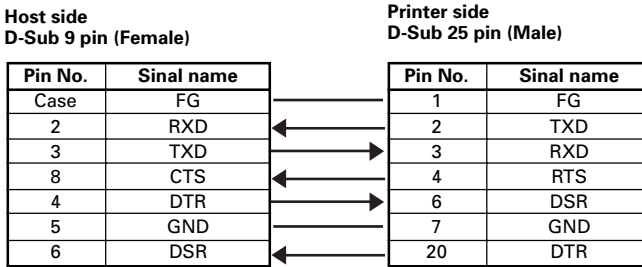 Host side
D-Sub 9 pin (Female)
Printer side
D-Sub 25 pin (Male)
Pin No. Sinal name Pin No. Sinal name
Case FG 1 FG
2 RXD 2 TXD
3 TXD 3 RXD
8 CTS 4 RTS
4 DTR 6 DSR
5 GND 7 GND
6 DSR 20 DTR